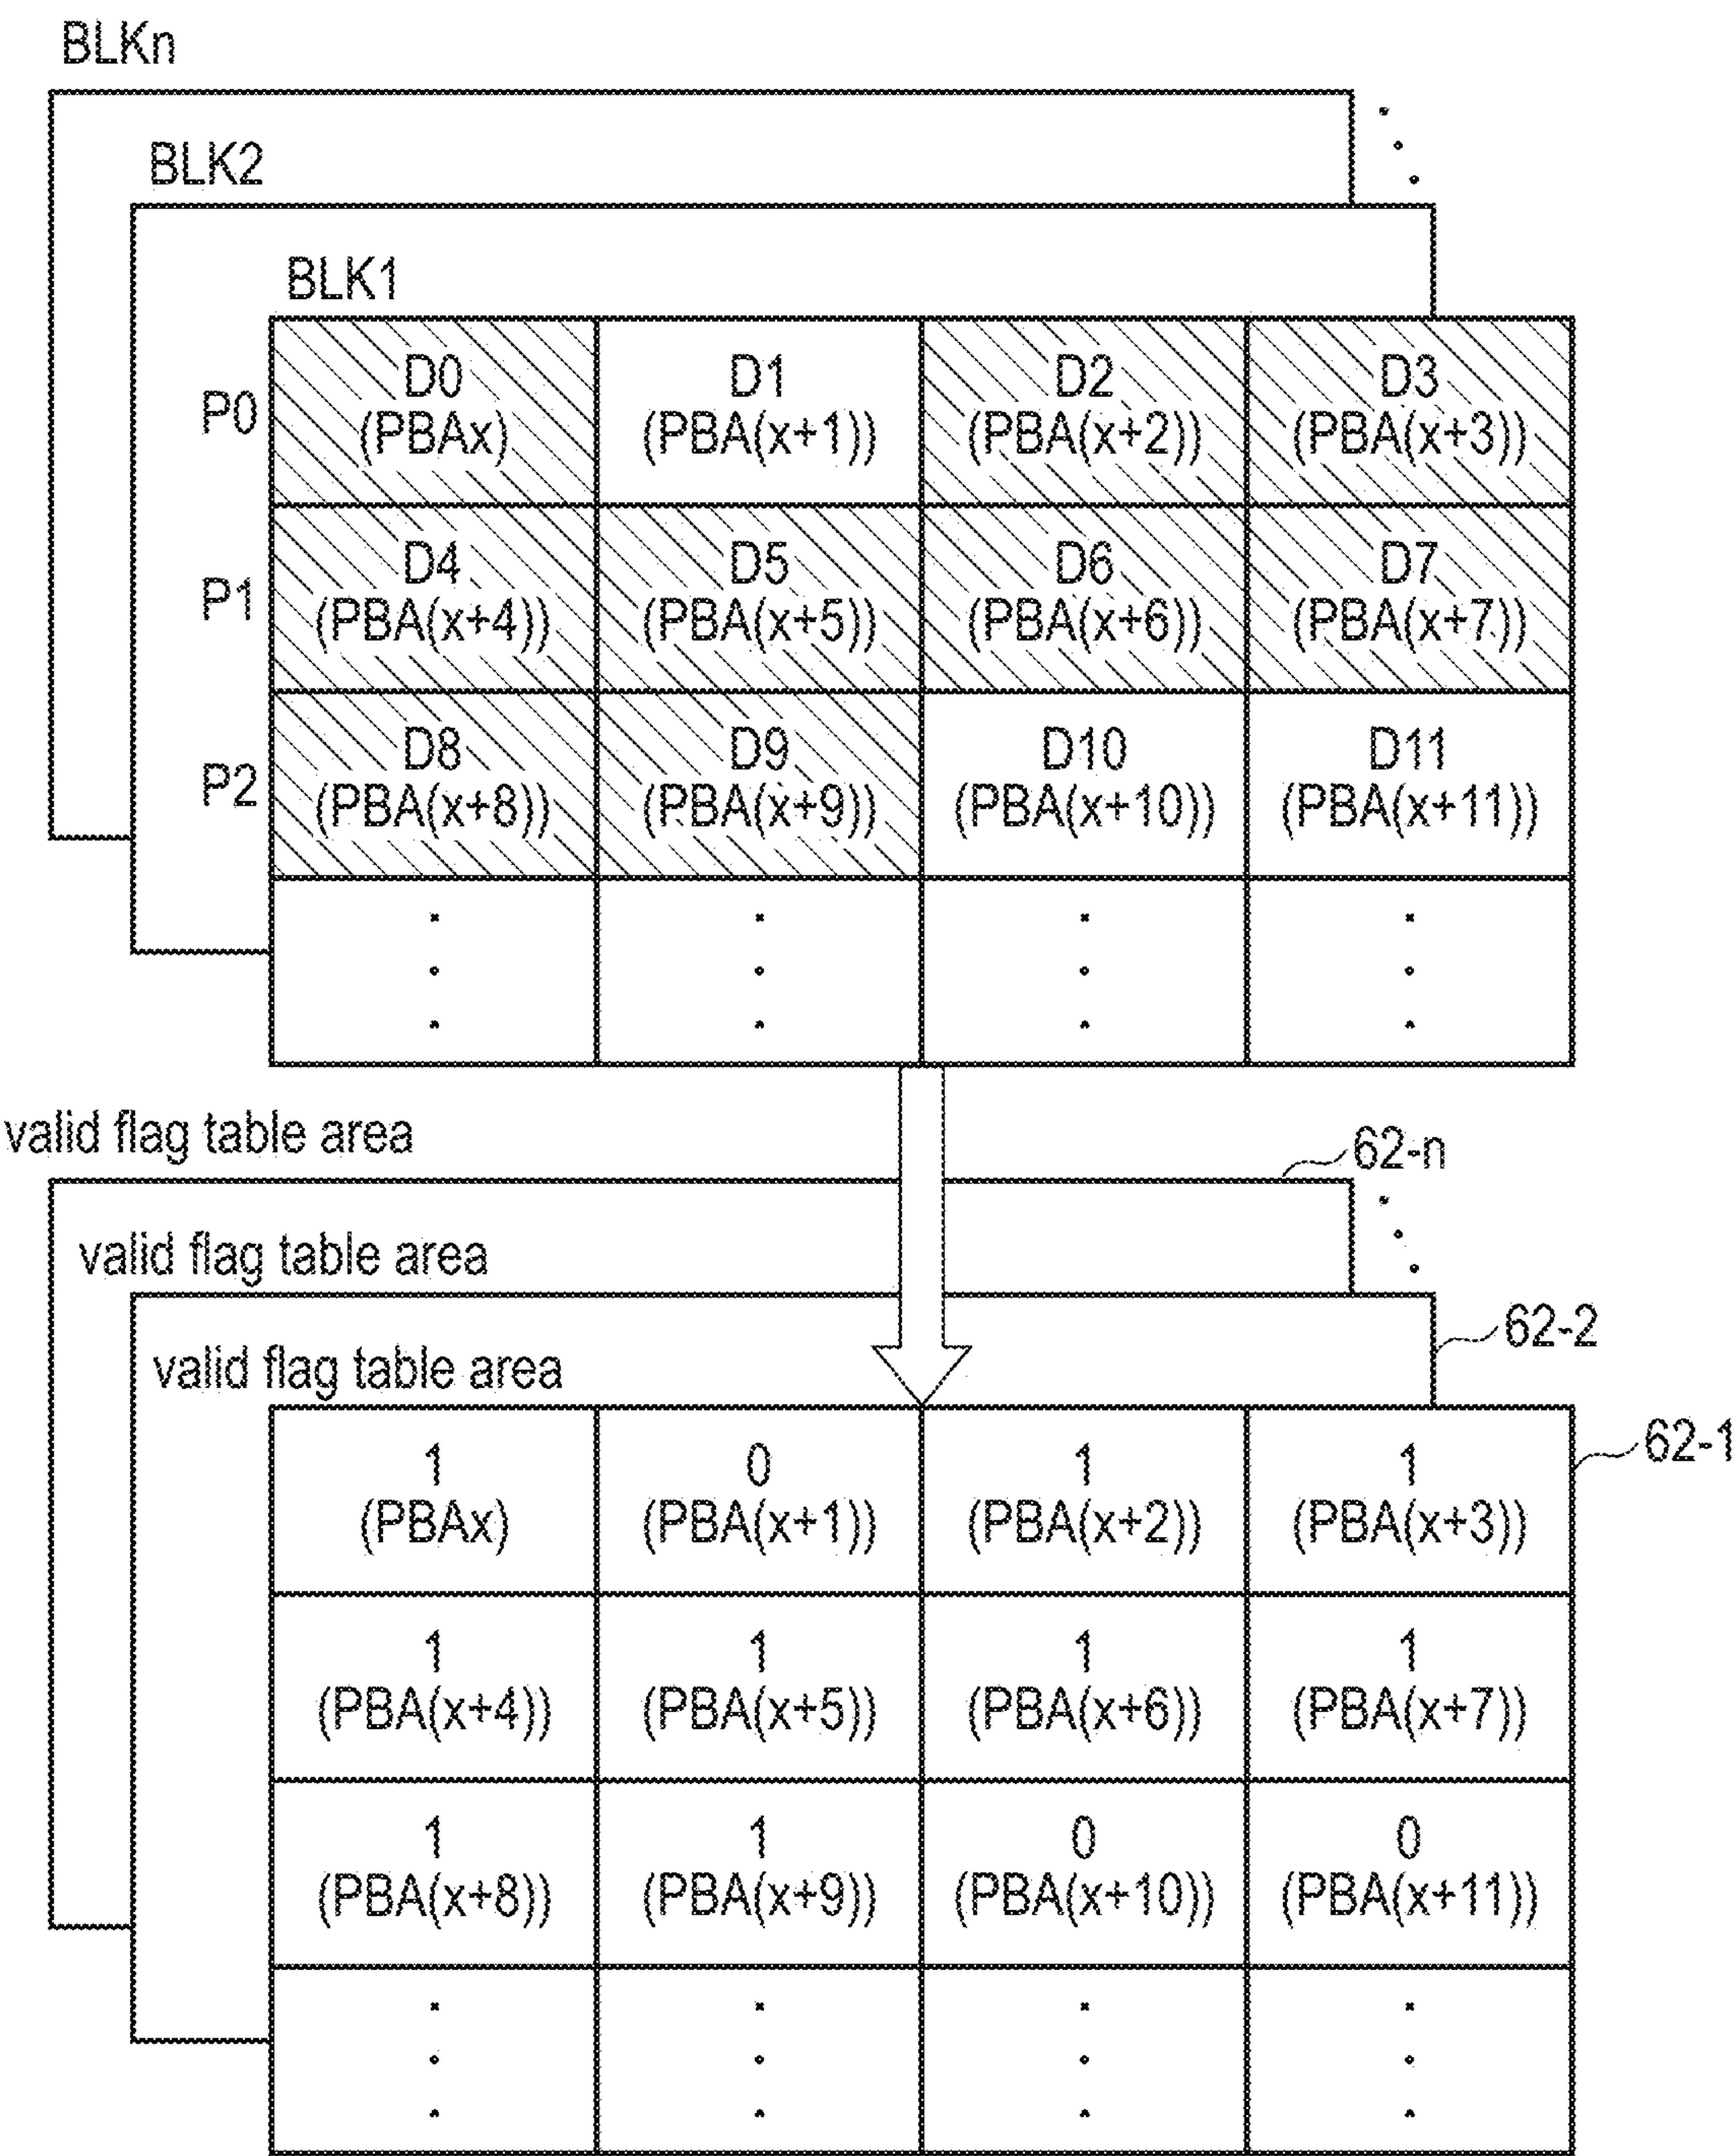 BLKn
BLK2
BLK1
P0
D0
(PBAx)
D1
(PBA(x+1))
D2
(PBA(x+2))
D3
(PBA(x+3))
P1
D4
(PBA(x+4))
D5
(PBA(x+5))
D6
(PBA(x+6))
D7
(PBA(x+7))
P2
D8
(PBA(x+8))
D9
(PBA(x+9))
D10
(PBA(x+10))
D11
(PBA(x+11))
valid flag table area
62-n
valid flag table area
62-2
valid flag table area
62-1
1
(PBAx)
0
(PBA(x+1))
1
(PBA(x+2))
1
(PBA(x+3))
1
(PBA(x+4))
1
(PBA(x+5))
1
(PBA(x+6))
1
(PBA(x+7))
1
(PBA(x+8))
1
(PBA(x+9))
0
(PBA(x+10))
0
(PBA(x+11))